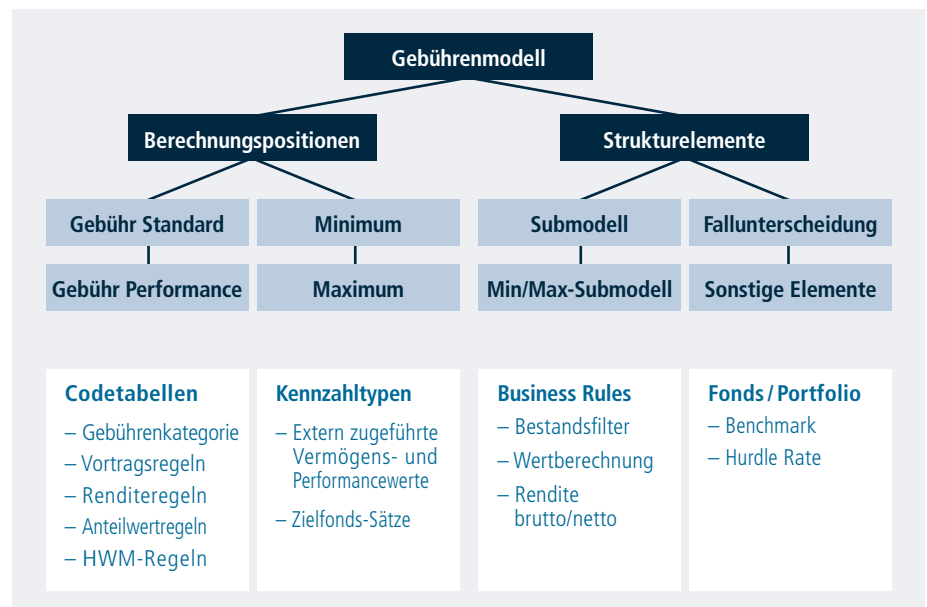 Gebührenmodell
Berechnungspositionen
Strukturelemente
Gebühr Standard
Minimum
Submodell
Fallunterscheidung
Gebühr Performance
Maximum
Min/Max-Submodell
Sonstige Elemente
Codetabellen
– Gebührenkategorie
– Vortragsregeln
– Renditeregeln
– Anteilwertregeln
– HWM-Regeln
Kennzahltypen
– Extern zugeführte
Vermögens- und
Performancewerte
– Zielfonds-Sätze
Business Rules
– Bestandsfilter
– Wertberechnung
– Rendite
brutto/netto
Fonds / Portfolio
– Benchmark
– Hurdle Rate